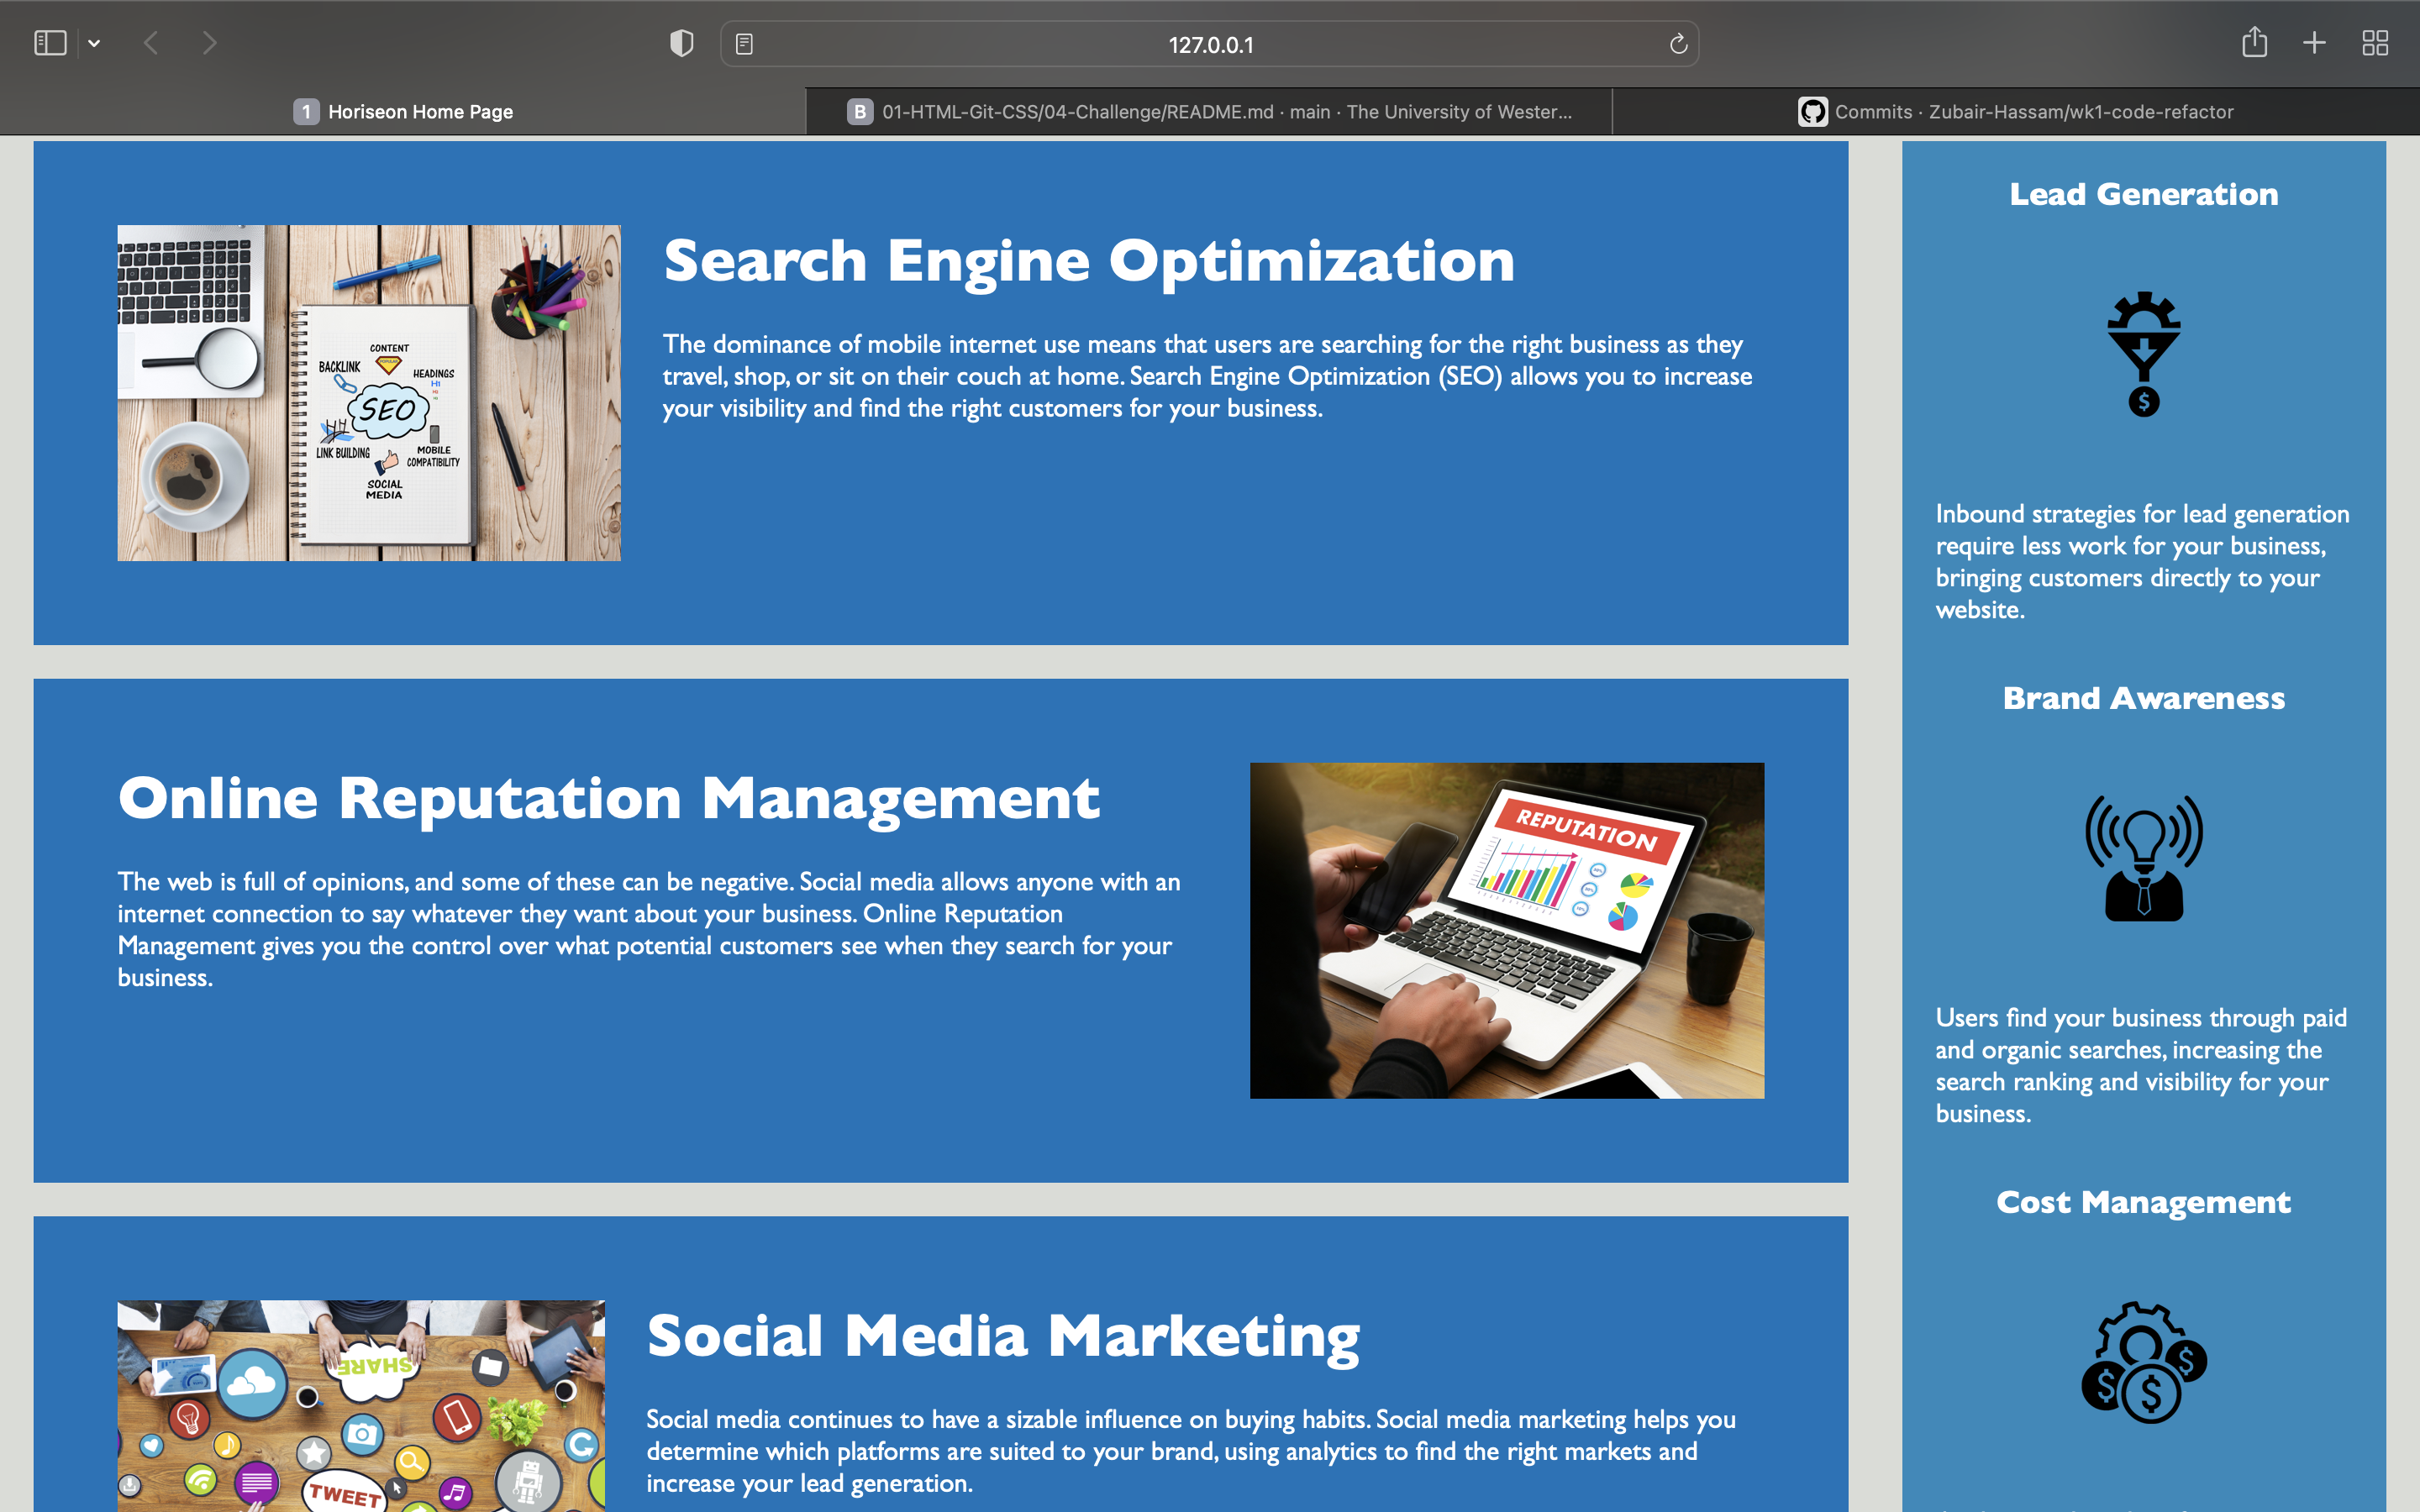 127.0.0.1
1 Horiseon Home Page
B 01-HTML-Git-CSS/04-Challenge/README.md · main · The University of Wester...
Commits · Zubair-Hassam/wk1-code-refactor
CONTENT
POPULAR
BACKLINK
HEADINGS
H1
SEO
LINK BUILDING
MOBILE
COMPATIBILITY
SOCIAL
MEDIA
Search Engine Optimization
The dominance of mobile internet use means that users are searching for the right business as they
travel, shop, or sit on their couch at home. Search Engine Optimization (SEO) allows you to increase
your visibility and find the right customers for your business.
Online Reputation Management
The web is full of opinions, and some of these can be negative. Social media allows anyone with an
internet connection to say whatever they want about your business. Online Reputation
Management gives you the control over what potential customers see when they search for your
business.
REPUTATION
SHARE
TWEET
Social Media Marketing
Social media continues to have a sizable influence on buying habits. Social media marketing helps you
determine which platforms are suited to your brand, using analytics to find the right markets and
increase your lead generation.
Lead Generation
$
Inbound strategies for lead generation
require less work for your business,
bringing customers directly to your
website.
Brand Awareness
Users find your business through paid
and organic searches, increasing the
search ranking and visibility for your
business.
Cost Management
$
$ $